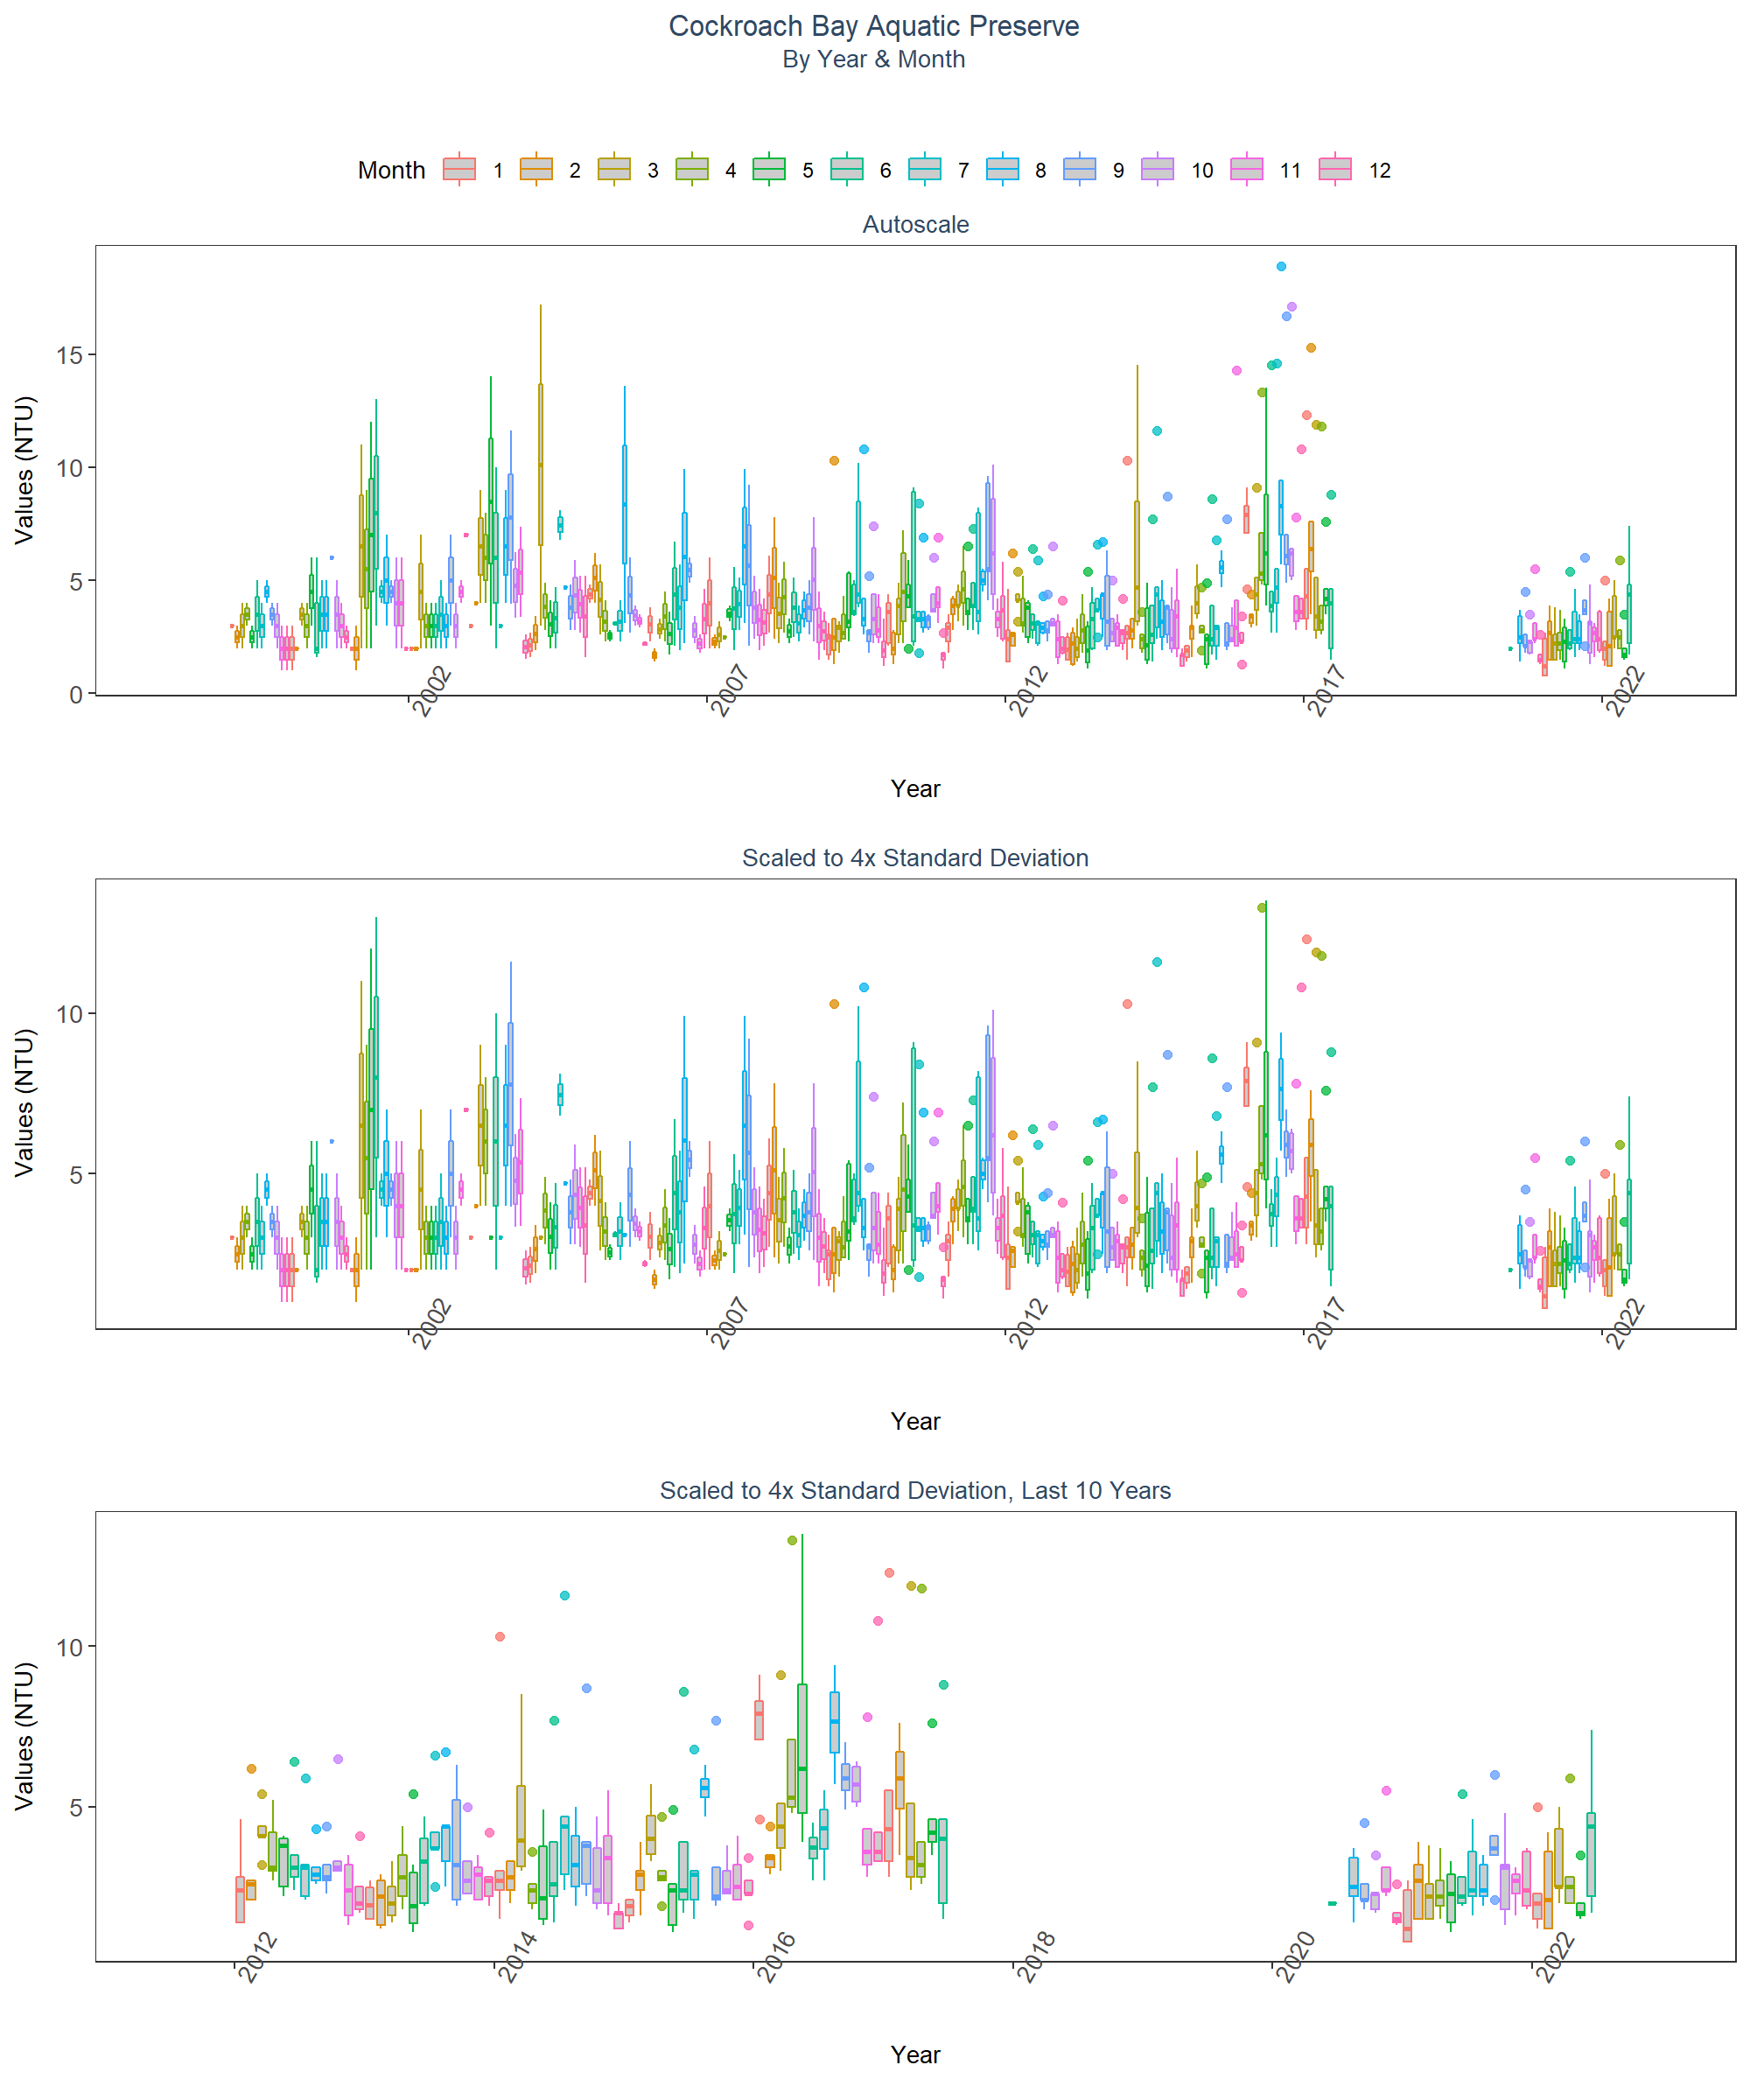 Cockroach Bay Aquatic Preserve
By Year & Month
Month 1 2 3 4 5 6 7 8 9 10 11 12
Autoscale
Values (NTU)
15
10
5
0
2002 2007 2012 2017 2022
Year
Scaled to 4x Standard Deviation
Values (NTU)
10
5
2002 2007 2012 2017 2022
Year
Scaled to 4x Standard Deviation, Last 10 Years
Values (NTU)
10
5
2012 2014 2016 2018 2020 2022
Year